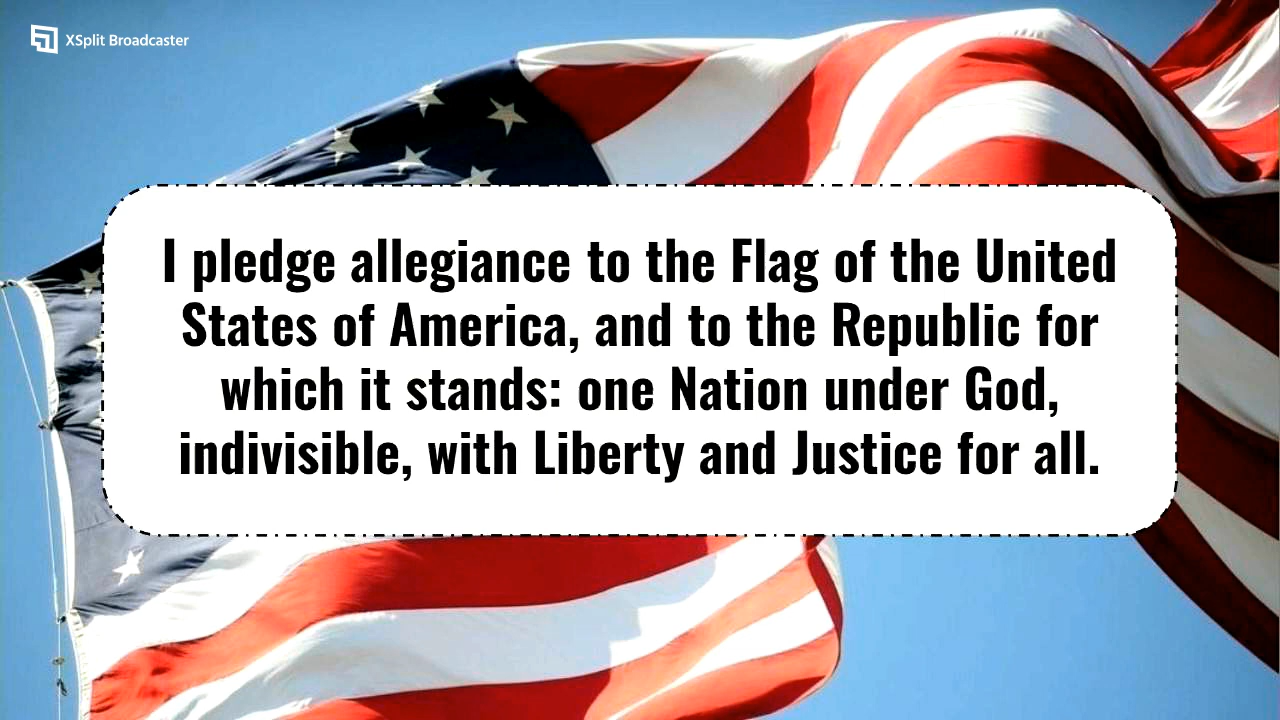 XSplit Broadcaster
I pledge allegiance to the Flag of the United
States of America, and to the Republic for
which it stands: one Nation under God,
indivisible, with Liberty and Justice for all.